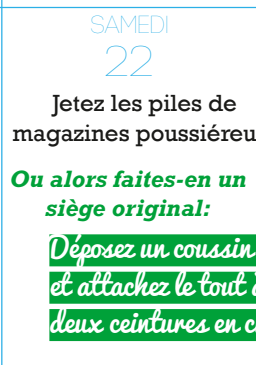 SAMEDI
22
Jetez les piles de
magazines poussiéreu
Ou alors faites-en un
siège original:
Déposez un coussin
et attachez le tout
deux ceintures en